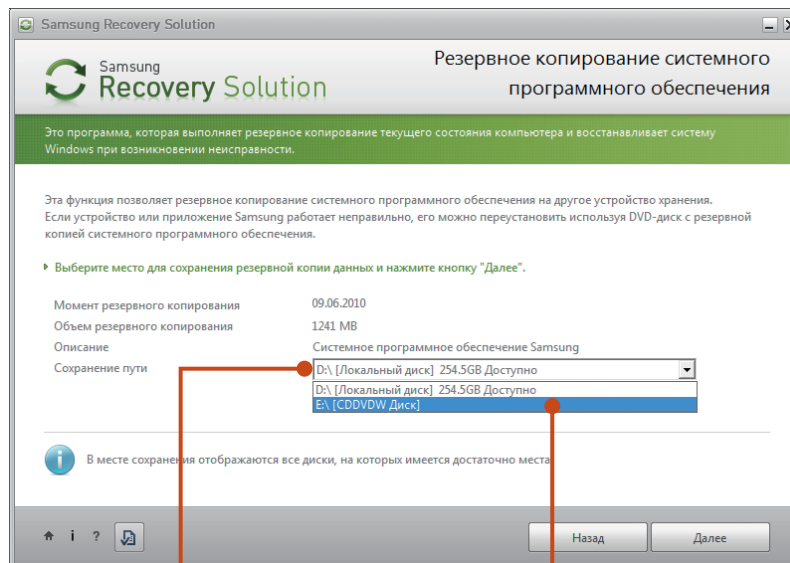 Samsung Recovery Solution
Samsung
Recovery Solution
Резервное копирование системного
программного обеспечения
Это программа, которая выполняет резервное копирование текущего состояния компьютера и восстанавливает систему
Windows при возникновении неисправности.
Эта функция позволяет резервное копирование системного программного обеспечения на другое устройство хранения.
Если устройство или приложение Samsung работает неправильно, его можно переустановить используя DVD-диск с резервной
копией системного программного обеспечения.
Выберите место для сохранения резервной копии данных и нажмите кнопку "Далее".
Момент резервного копирования 09.06.2010
Объем резервного копирования 1241 MB
Описание Системное программное обеспечение Samsung
Сохранение пути D:\ [Локальный диск] 254.5GB Доступно
D:\ [Локальный диск] 254.5GB Доступно
E:\ [CDDVDW Диск]
В месте сохранения отображаются все диски, на которых имеется достаточно места
i ? Назад Далее